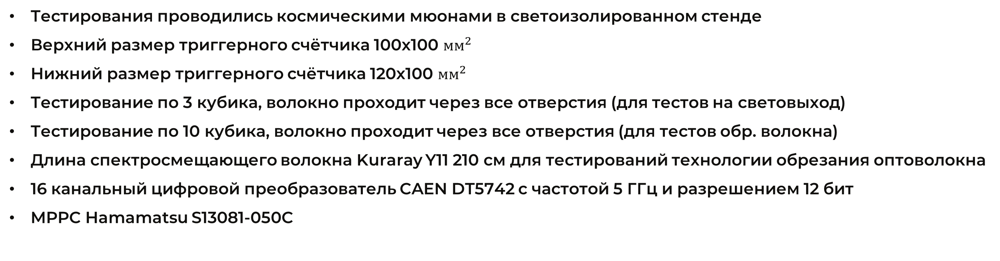 • Тестирования проводились космическими мюонами в светоизолированном стенде
• Верхний размер триггерного счётчика 100x100 мм²
• Нижний размер триггерного счётчика 120x100 мм²
• Тестирование по 3 кубика, волокно проходит через все отверстия (для тестов на световыход)
• Тестирование по 10 кубика, волокно проходит через все отверстия (для тестов обр. волокна)
• Длина спектросмещающего волокна Kuraray Y11 210 см для тестирований технологии обрезания оптоволокна
• 16 канальный цифровой преобразователь CAEN DT5742 с частотой 5 ГГц и разрешением 12 бит
• MPPC Hamamatsu S13081-050C